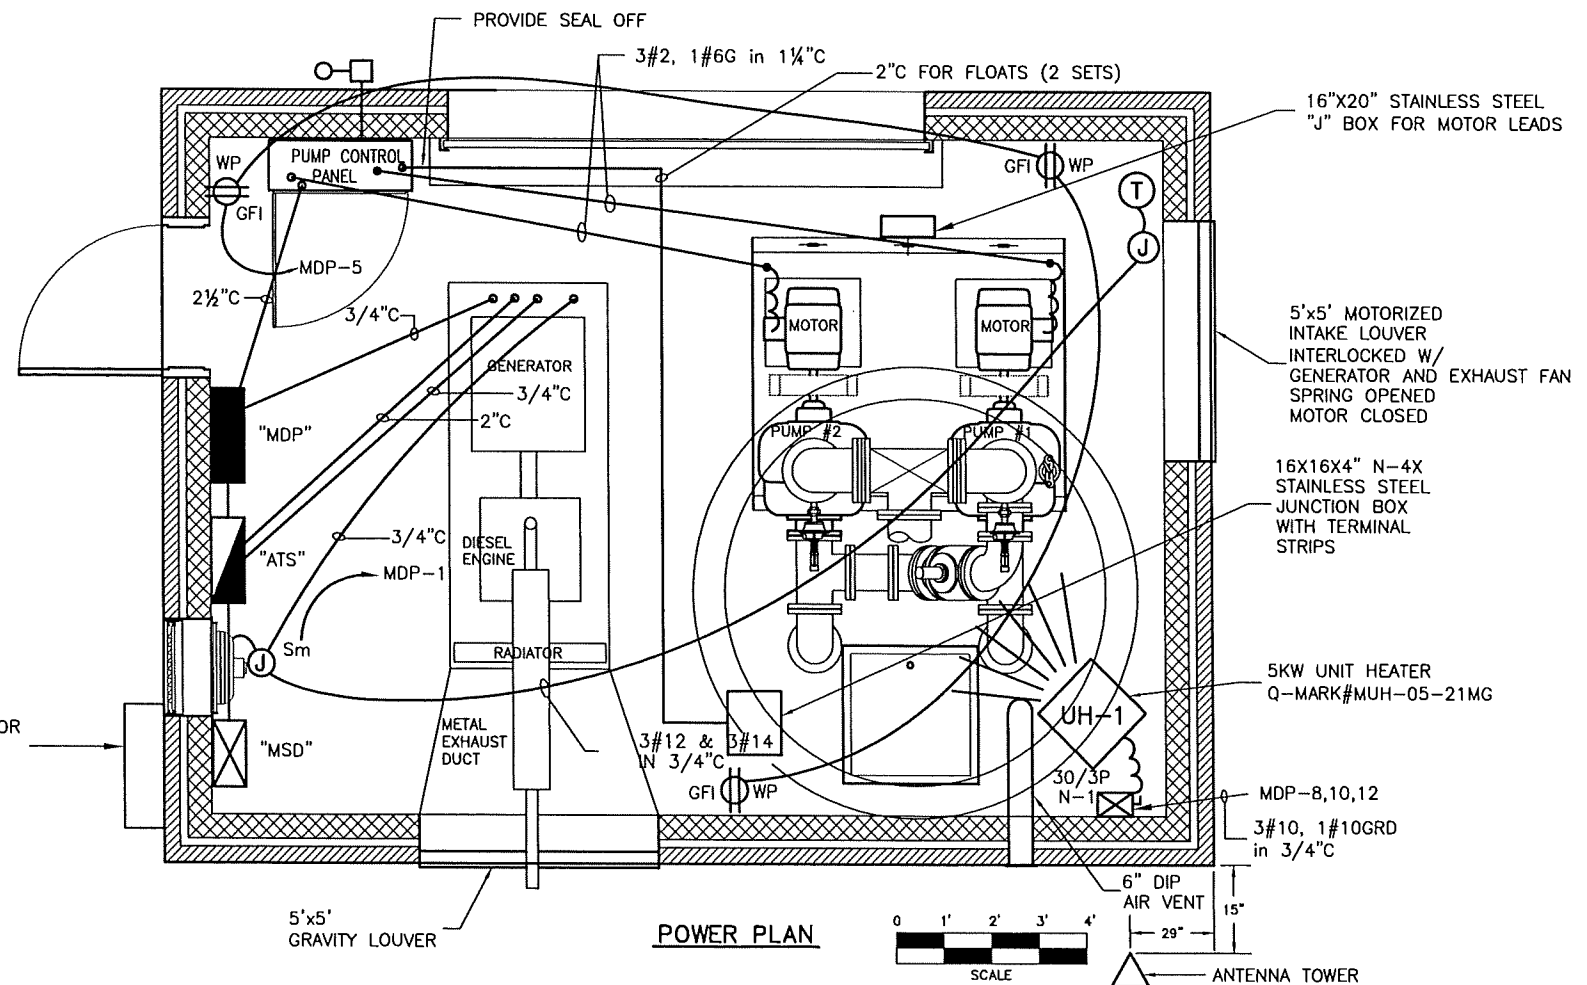 PROVIDE SEAL OFF
3#2, 1#6G in 1¼"C
2"C FOR FLOATS (2 SETS)
16"X20" STAINLESS STEEL
"J" BOX FOR MOTOR LEADS
WP
GFI
PUMP CONTROL
PANEL
GFI
WP
T
J
MDP-5
2½"C
3/4"C
MOTOR
MOTOR
5'x5' MOTORIZED
INTAKE LOUVER
INTERLOCKED W/
GENERATOR AND EXHAUST FAN
SPRING OPENED
MOTOR CLOSED
GENERATOR
3/4"C
2"C
"MDP"
PUMP #2
PUMP #1
16X16X4" N-4X
STAINLESS STEEL
JUNCTION BOX
WITH TERMINAL
STRIPS
3/4"C
DIESEL
ENGINE
"ATS"
MDP-1
Sm
J
RADIATOR
5KW UNIT HEATER
Q-MARK#MUH-05-21MG
UH-1
OR
"MSD"
METAL
EXHAUST
DUCT
3#12 & 3#14
IN 3/4"C
GFI
WP
30/3P
N-1
MDP-8,10,12
3#10, 1#10GRD
in 3/4"C
6" DIP
AIR VENT
15"
29"
5'x5'
GRAVITY LOUVER
POWER PLAN
0 1' 2' 3' 4'
SCALE
ANTENNA TOWER